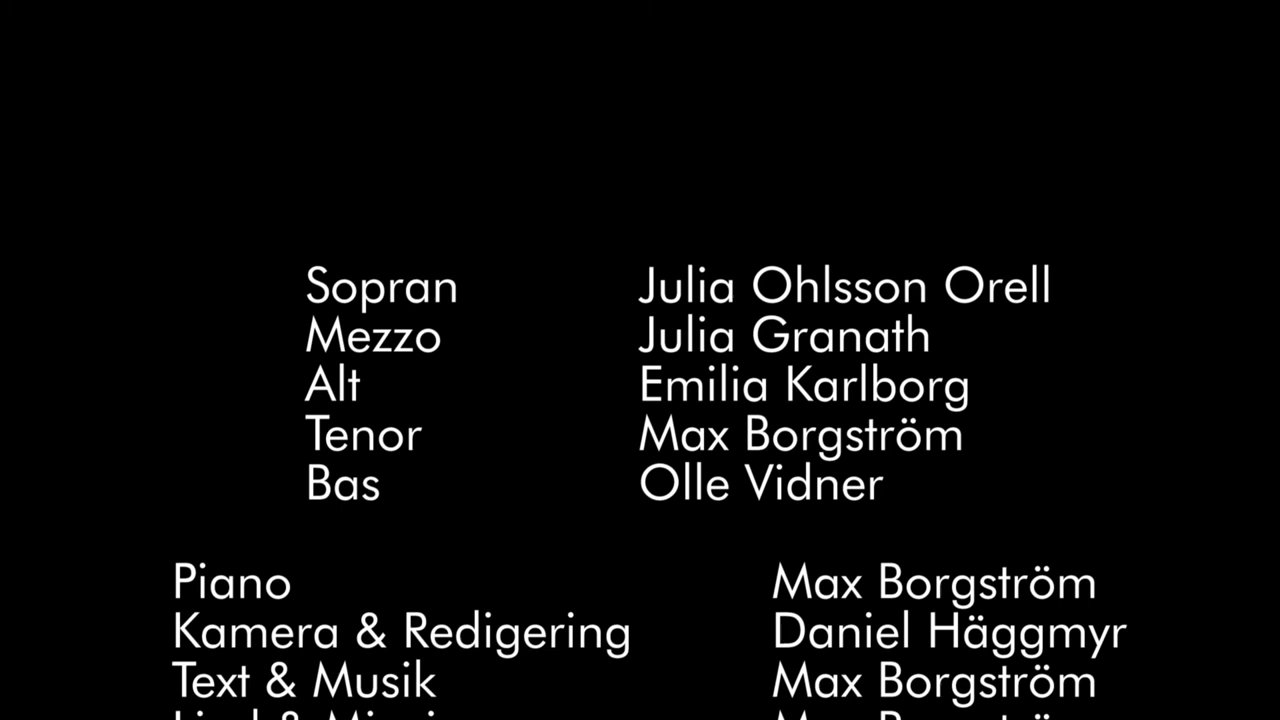 Sopran Julia Ohlsson Orell
Mezzo Julia Granath
Alt Emilia Karlborg
Tenor Max Borgström
Bas Olle Vidner
Piano Max Borgström
Kamera & Redigering Daniel Häggmyr
Text & Musik Max Borgström